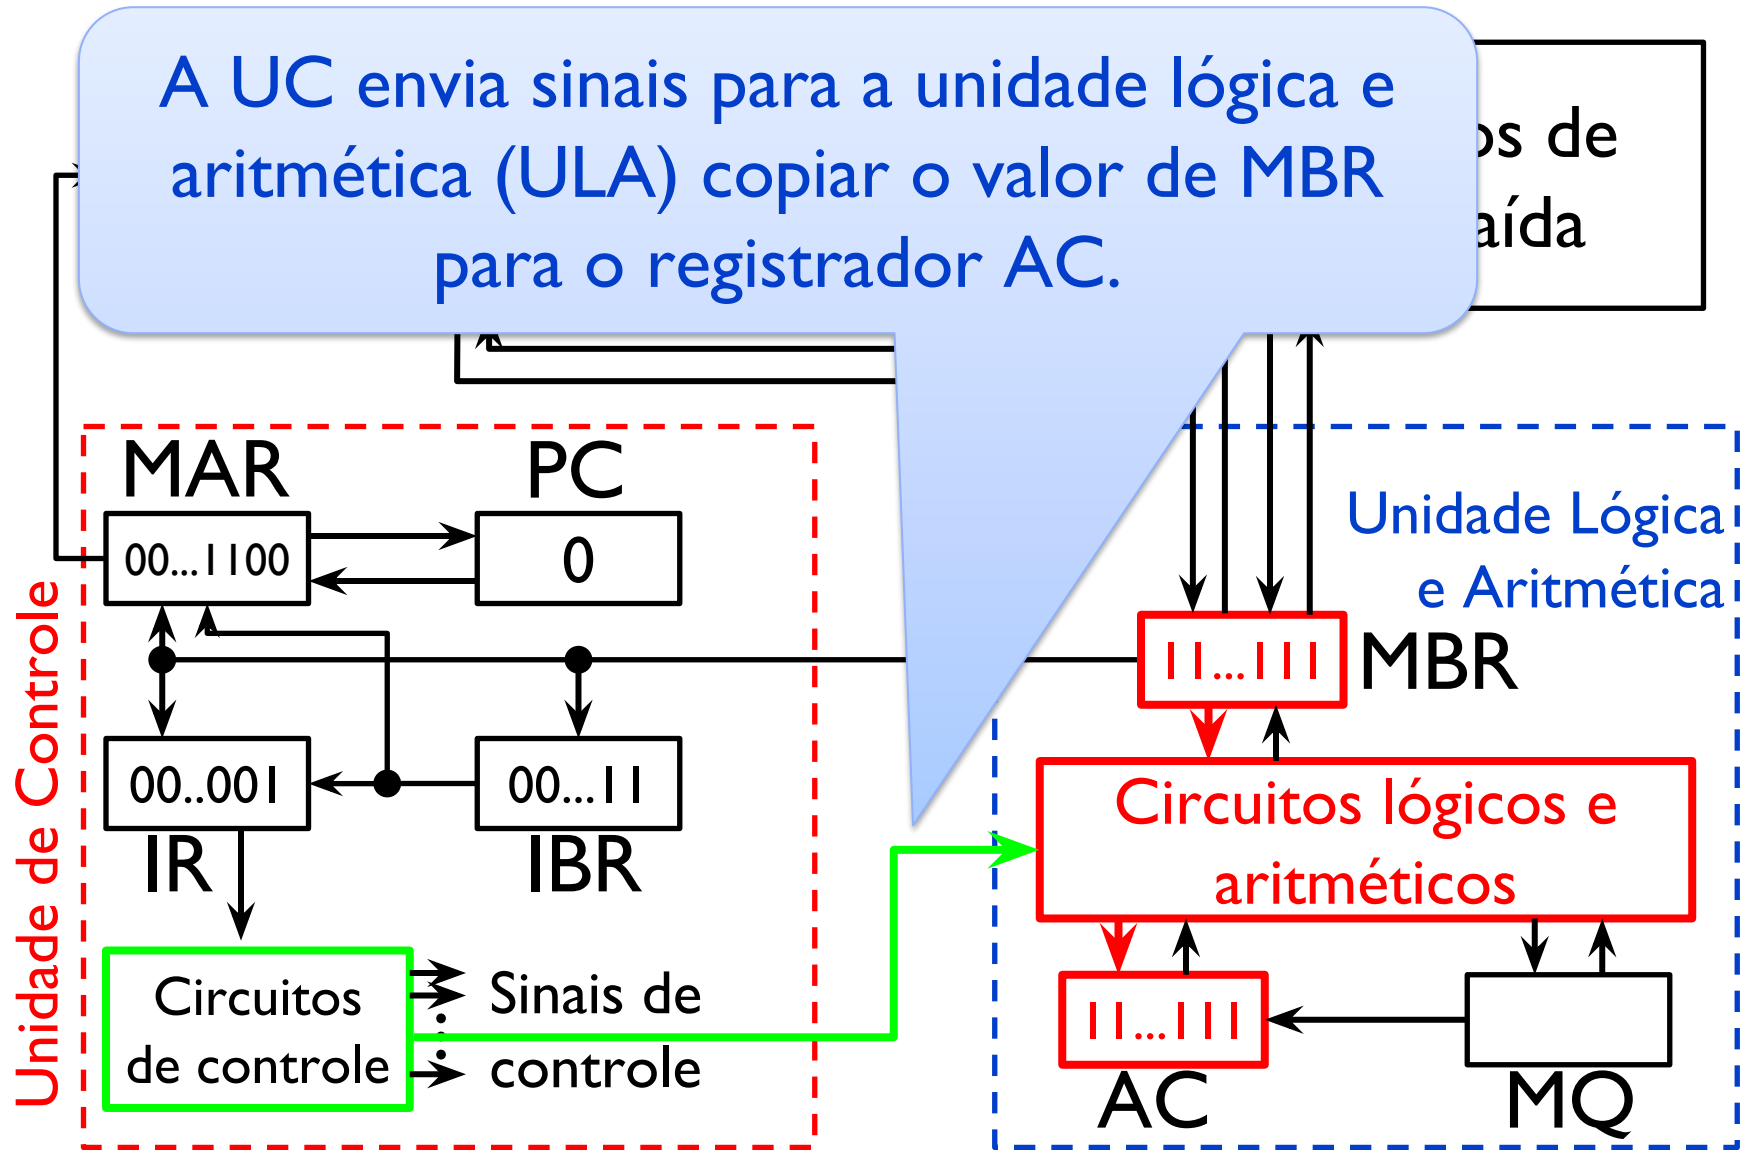 A UC envia sinais para a unidade lógica e
aritmética (ULA) copiar o valor de MBR
para o registrador AC.
de
MAR
PC
00...1100
0
Unidade Lógica
e Aritmética
11...111
MBR
00..001
00...11
IR
IBR
Circuitos lógicos e
aritméticos
Unidade de Controle
Circuitos
de controle
Sinais de
controle
11...111
AC
MQ